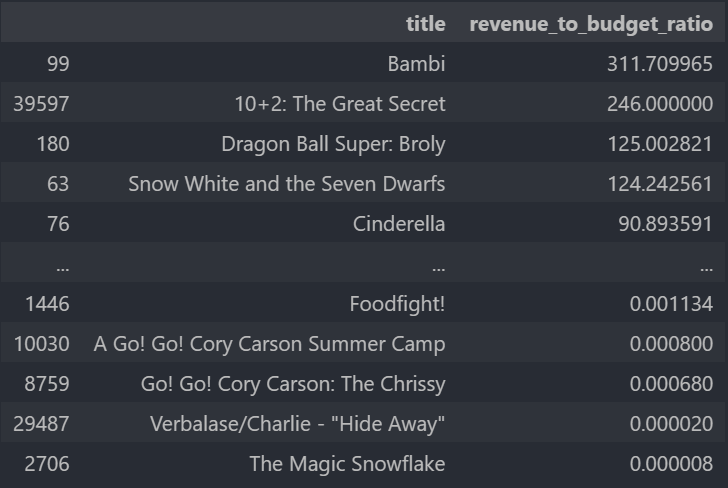 title revenue_to_budget_ratio
99 Bambi 311.709965
39597 10+2: The Great Secret 246.000000
180 Dragon Ball Super: Broly 125.002821
63 Snow White and the Seven Dwarfs 124.242561
76 Cinderella 90.893591
... ... ...
1446 Foodfight! 0.001134
10030 A Go! Go! Cory Carson Summer Camp 0.000800
8759 Go! Go! Cory Carson: The Chrissy 0.000680
29487 Verbalase/Charlie - "Hide Away" 0.000020
2706 The Magic Snowflake 0.000008